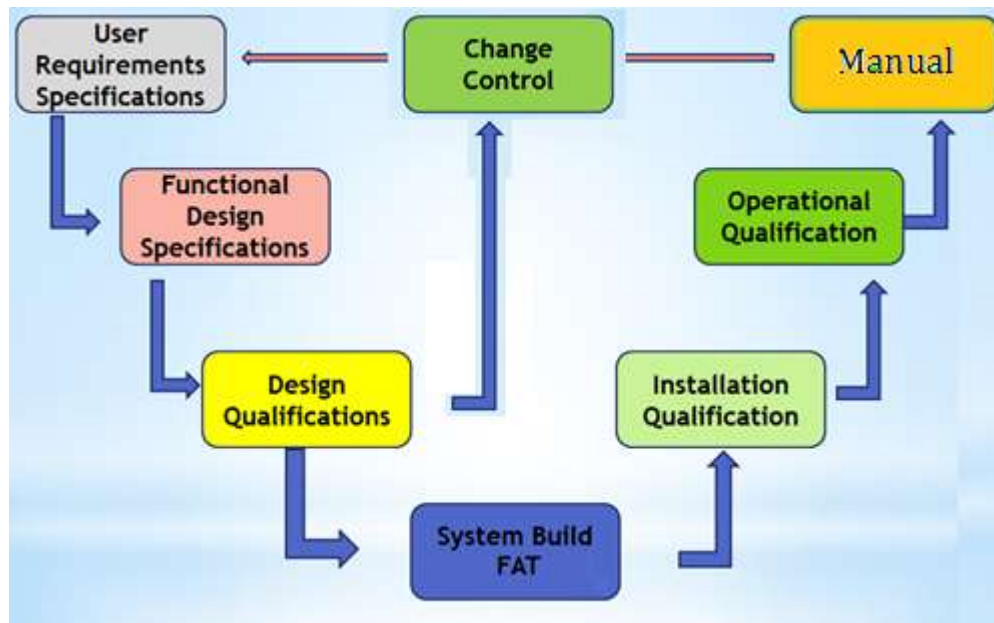 User
Requirements
Specifications
Change
Control
Manual
Functional
Design
Specifications
Operational
Qualification
Design
Qualifications
Installation
Qualification
System Build
FAT